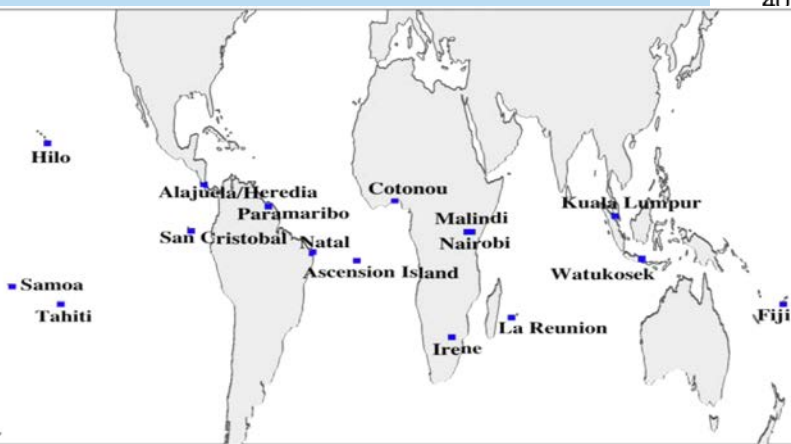 Hilo
Alajuela/Heredia
Cotonou
Kuala Lumpur
Paramaribo
Malindi
San Cristobal
Natal
Nairobi
Ascension Island
Watukosek
Samoa
Tahiti
Fiji
La Reunion
Irene